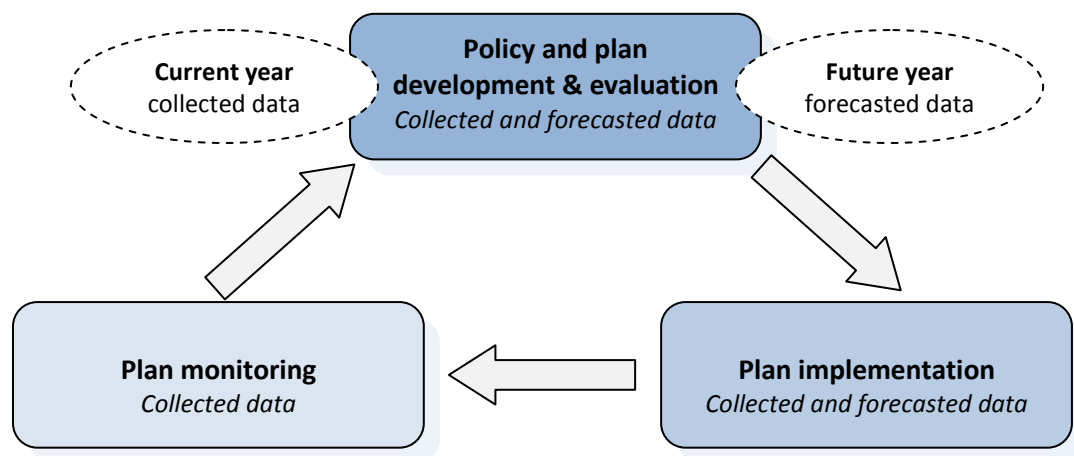 Policy and plan
development & evaluation
Collected and forecasted data
Current year
collected data
Future year
forecasted data
Plan monitoring
Collected data
Plan implementation
Collected and forecasted data